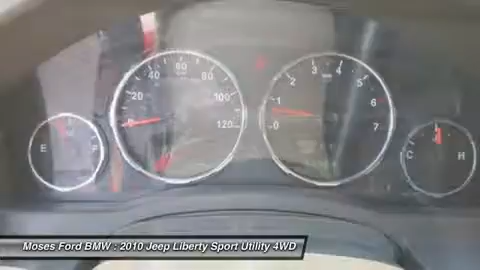 20 40 60 80 100 120
0 1 2 3 4 5 6 7
E F
C H
Moses Ford BMW : 2010 Jeep Liberty Sport Utility 4WD